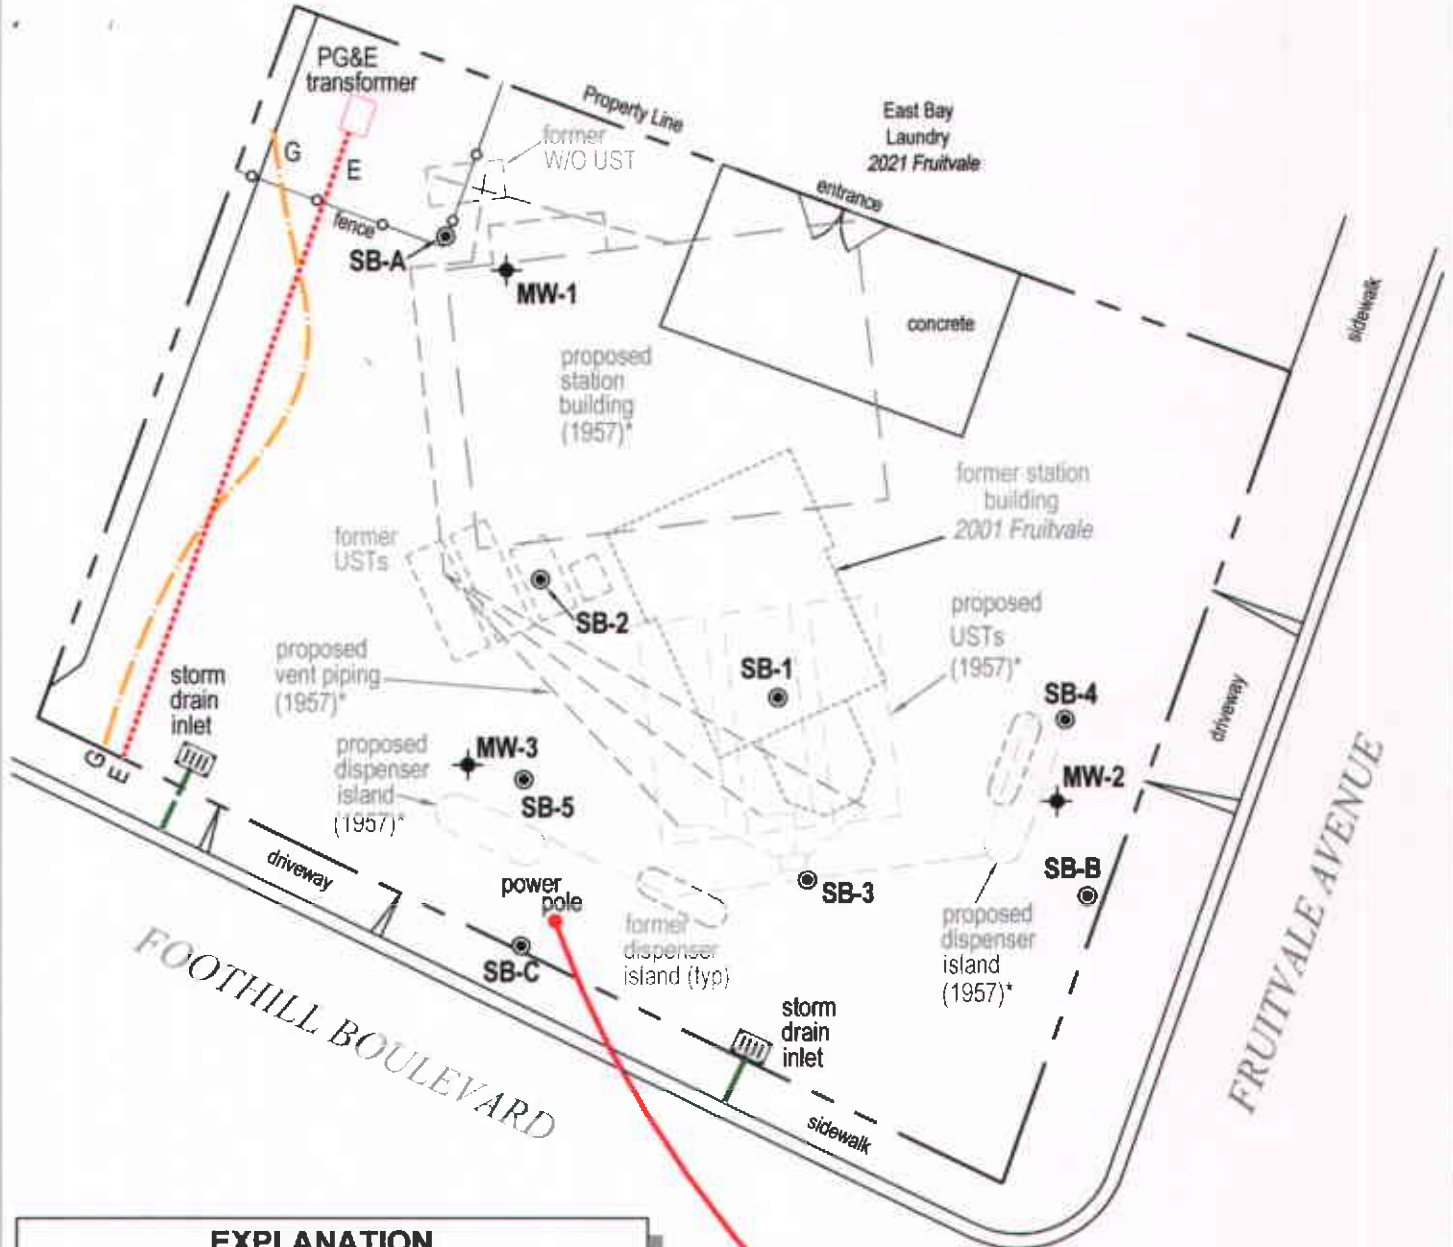 PG&E
transformer
Property Line
East Bay
Laundry
2021 Fruitvale
former
W/O UST
G
E
entrance
fence
SB-A
MW-1
concrete
sidewalk
proposed
station
building
(1957)*
former station
building
2001 Fruitvale
former
USTs
SB-2
proposed
USTs
(1957)*
proposed
vent piping
(1957)*
SB-1
storm
drain
inlet
SB-4
driveway
MW-3
proposed
dispenser
island
(1957)*
SB-5
MW-2
G
E
driveway
SB-B
SB-3
power
pole
former
dispenser
island (typ)
proposed
dispenser
island
(1957)*
SB-C
storm
drain
inlet
FOOTHILL BOULEVARD
FRUITVALE AVENUE
sidewalk
EXPLANATION